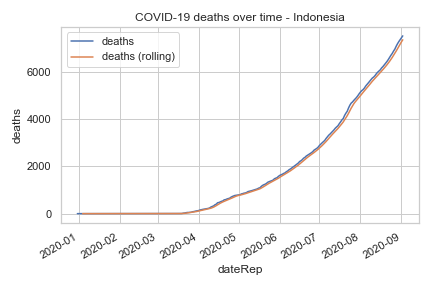 COVID-19 deaths over time - Indonesia
deaths
deaths (rolling)
6000
4000
2000
0
deaths
2020-01
2020-02
2020-03
2020-04
2020-05
2020-06
2020-07
2020-08
2020-09
dateRep